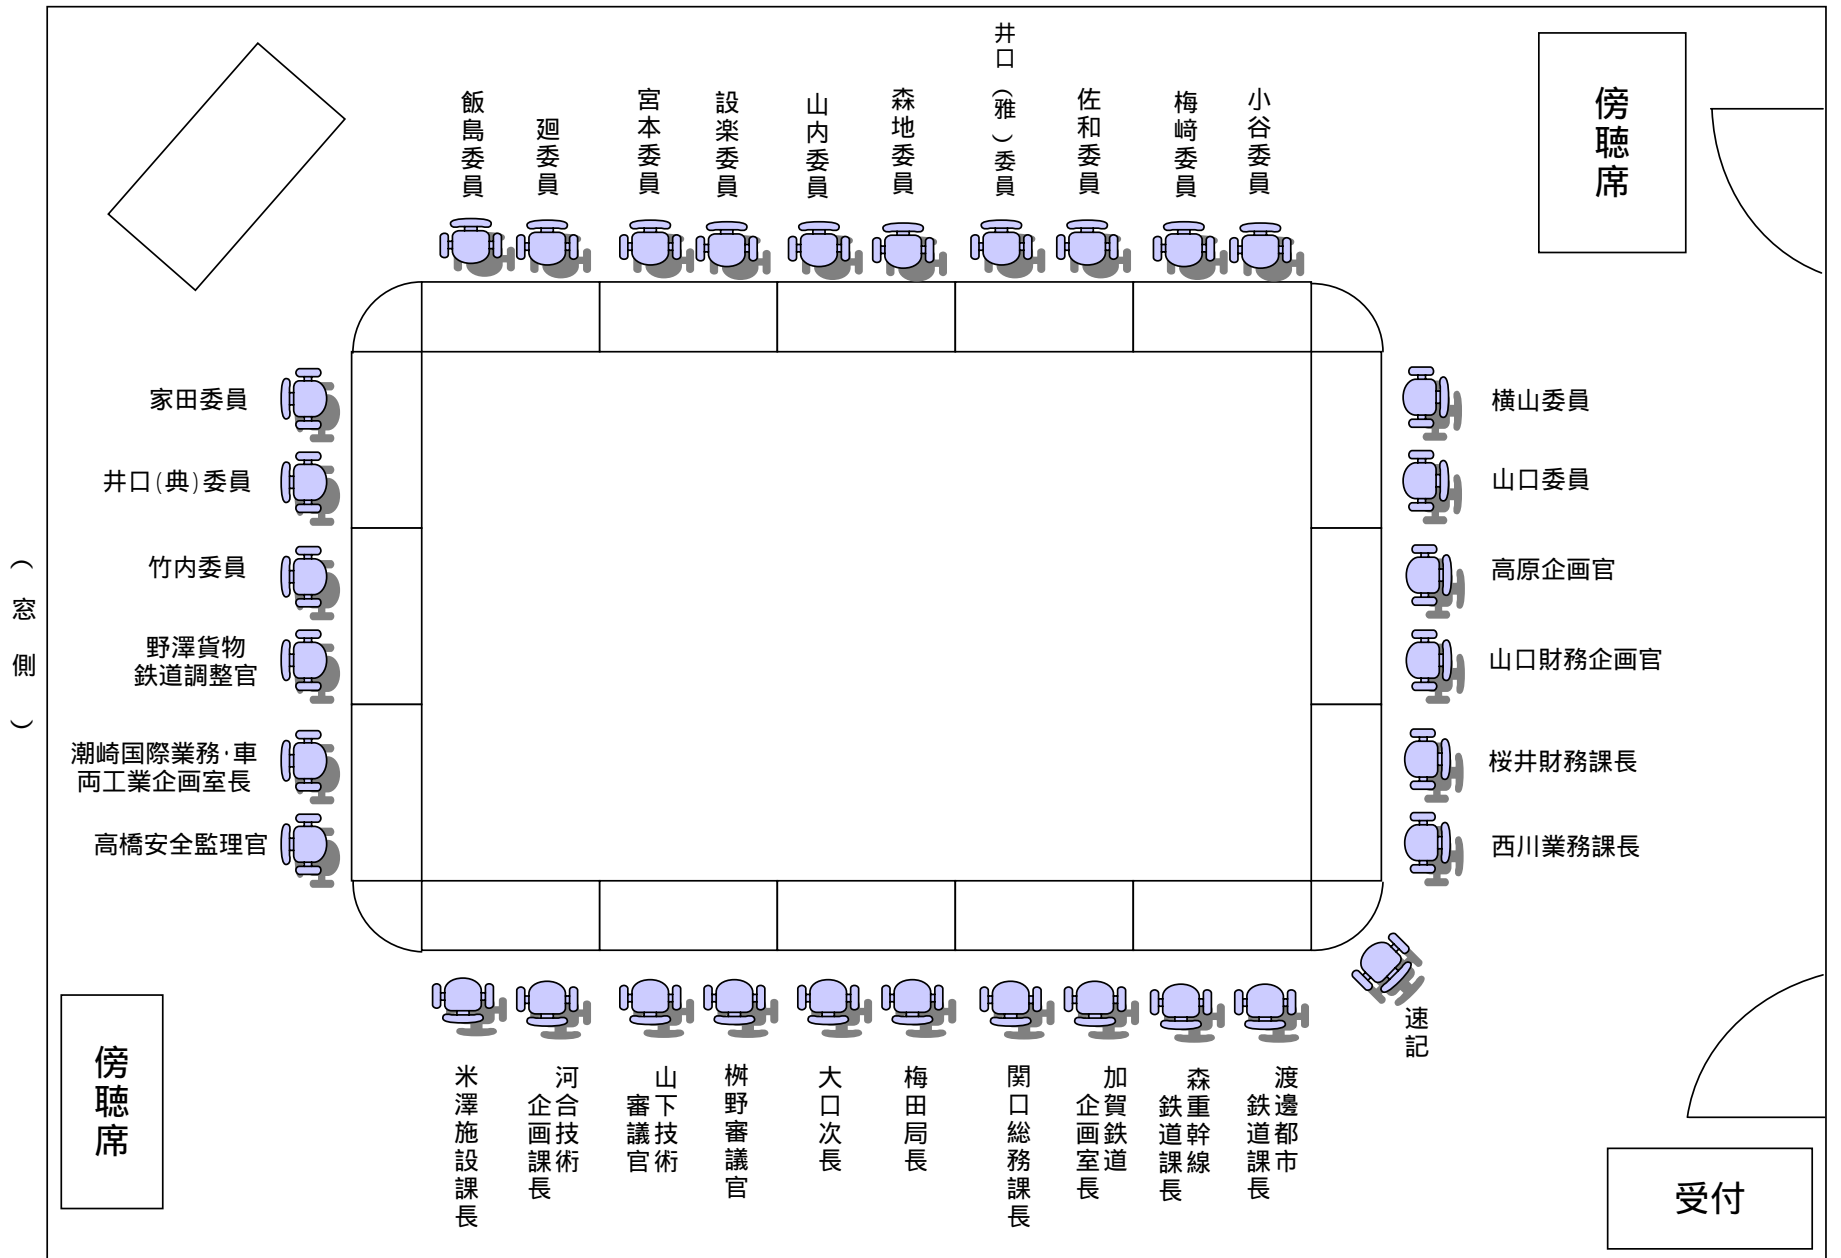 飯島委員
廻委員
宮本委員
設楽委員
山内委員
森地委員
井口(雅)委員
佐和委員
梅﨑委員
小谷委員
傍聴席
家田委員
井口(典)委員
竹内委員
野澤貨物
鉄道調整官
潮崎国際業務・車
両工業企画室長
高橋安全監理官
(窓側)
横山委員
山口委員
高原企画官
山口財務企画官
桜井財務課長
西川業務課長
速記
傍聴席
米澤施設課長
河合技術
企画課長
山下技術
審議官
桝野審議官
大口次長
梅田局長
関口総務課長
加賀鉄道
企画室長
森重幹線
鉄道課長
渡邊都市
鉄道課長
受付